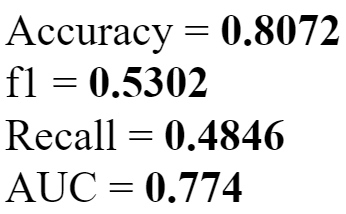 Accuracy = 0.8072
f1 = 0.5302
Recall = 0.4846
AUC = 0.774